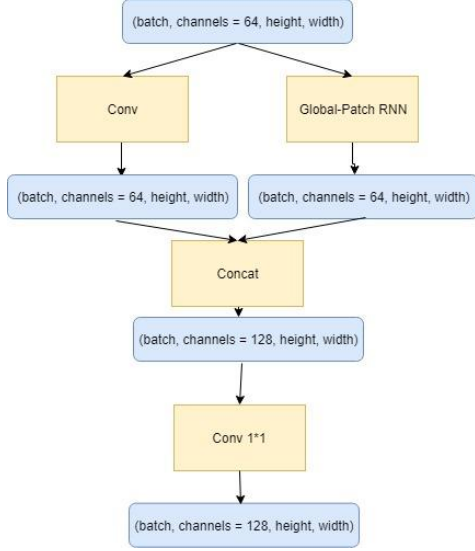 (batch, channels = 64, height, width)
Conv
Global-Patch RNN
(batch, channels = 64, height, width)
(batch, channels = 64, height, width)
Concat
(batch, channels = 128, height, width)
Conv 1*1
(batch, channels = 128, height, width)